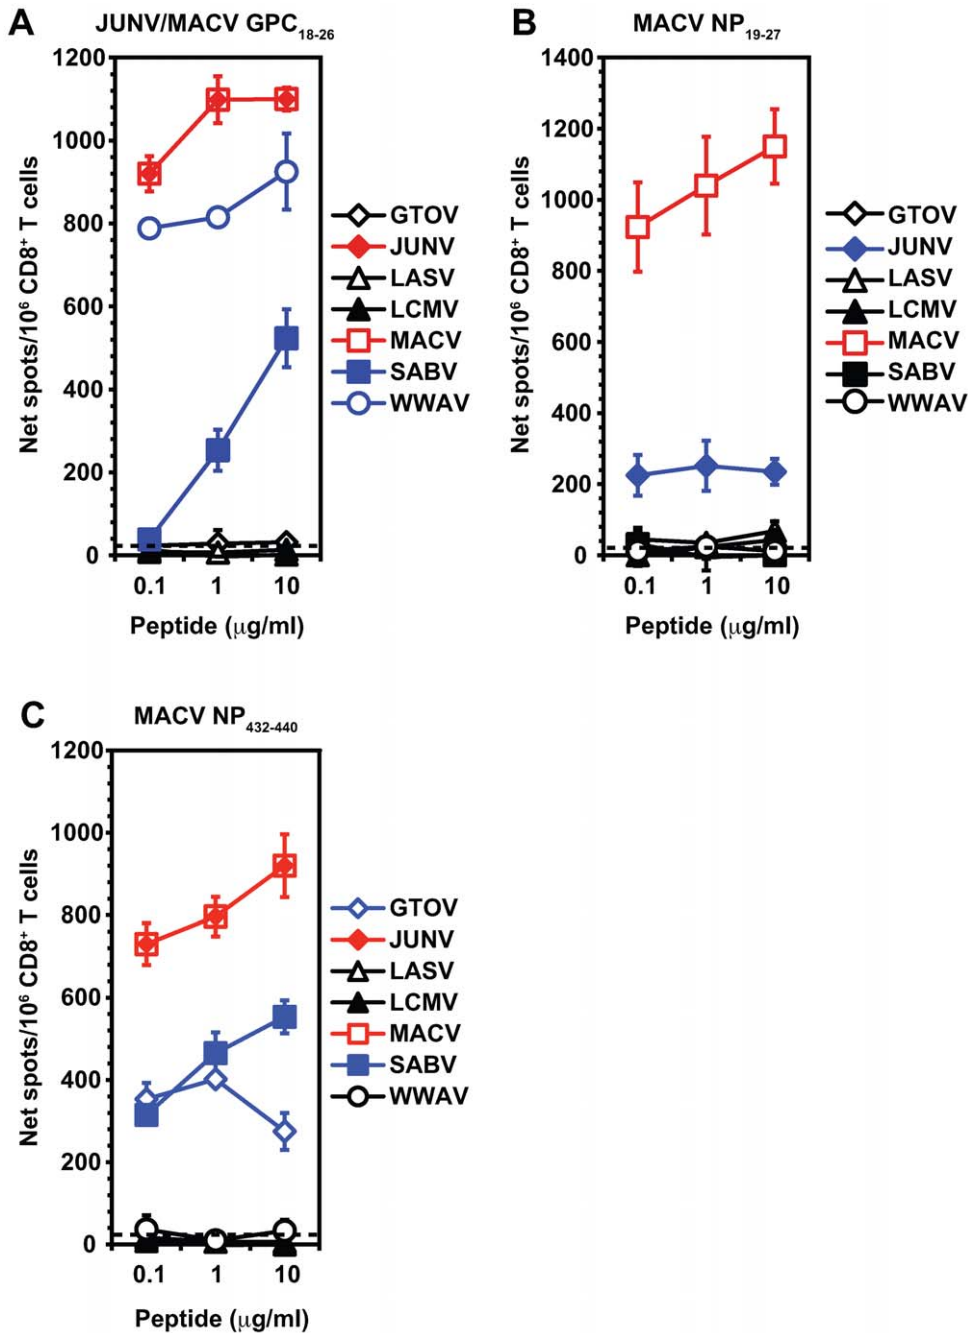 A
JUNV/MACV GPC18-26
1200
1000
800
600
400
200
0
0.1 1 10
Net spots/10⁶ CD8⁺ T cells
Peptide (μg/ml)
GTOV
JUNV
LASV
LCMV
MACV
SABV
WWAV
B
MACV NP19-27
1400
1200
1000
800
600
400
200
0
0.1 1 10
Net spots/10⁶ CD8⁺ T cells
Peptide (μg/ml)
GTOV
JUNV
LASV
LCMV
MACV
SABV
WWAV
C
MACV NP432-440
1200
1000
800
600
400
200
0
0.1 1 10
Net spots/10⁶ CD8⁺ T cells
Peptide (μg/ml)
GTOV
JUNV
LASV
LCMV
MACV
SABV
WWAV